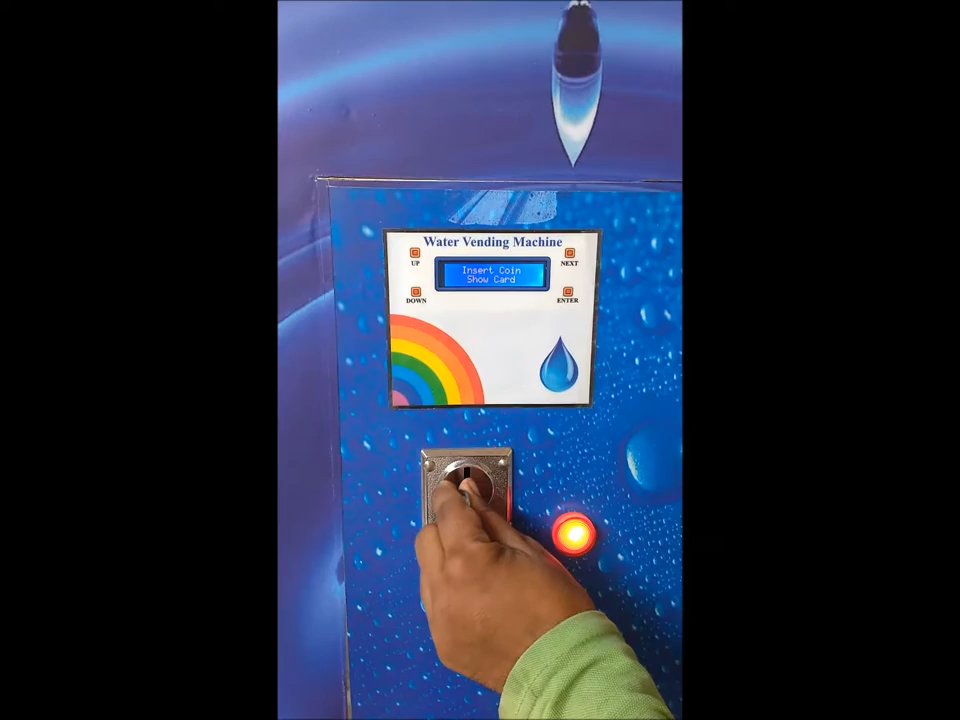 Water Vending Machine
UP
NEXT
Insert Coin
Show Card
DOWN
ENTER